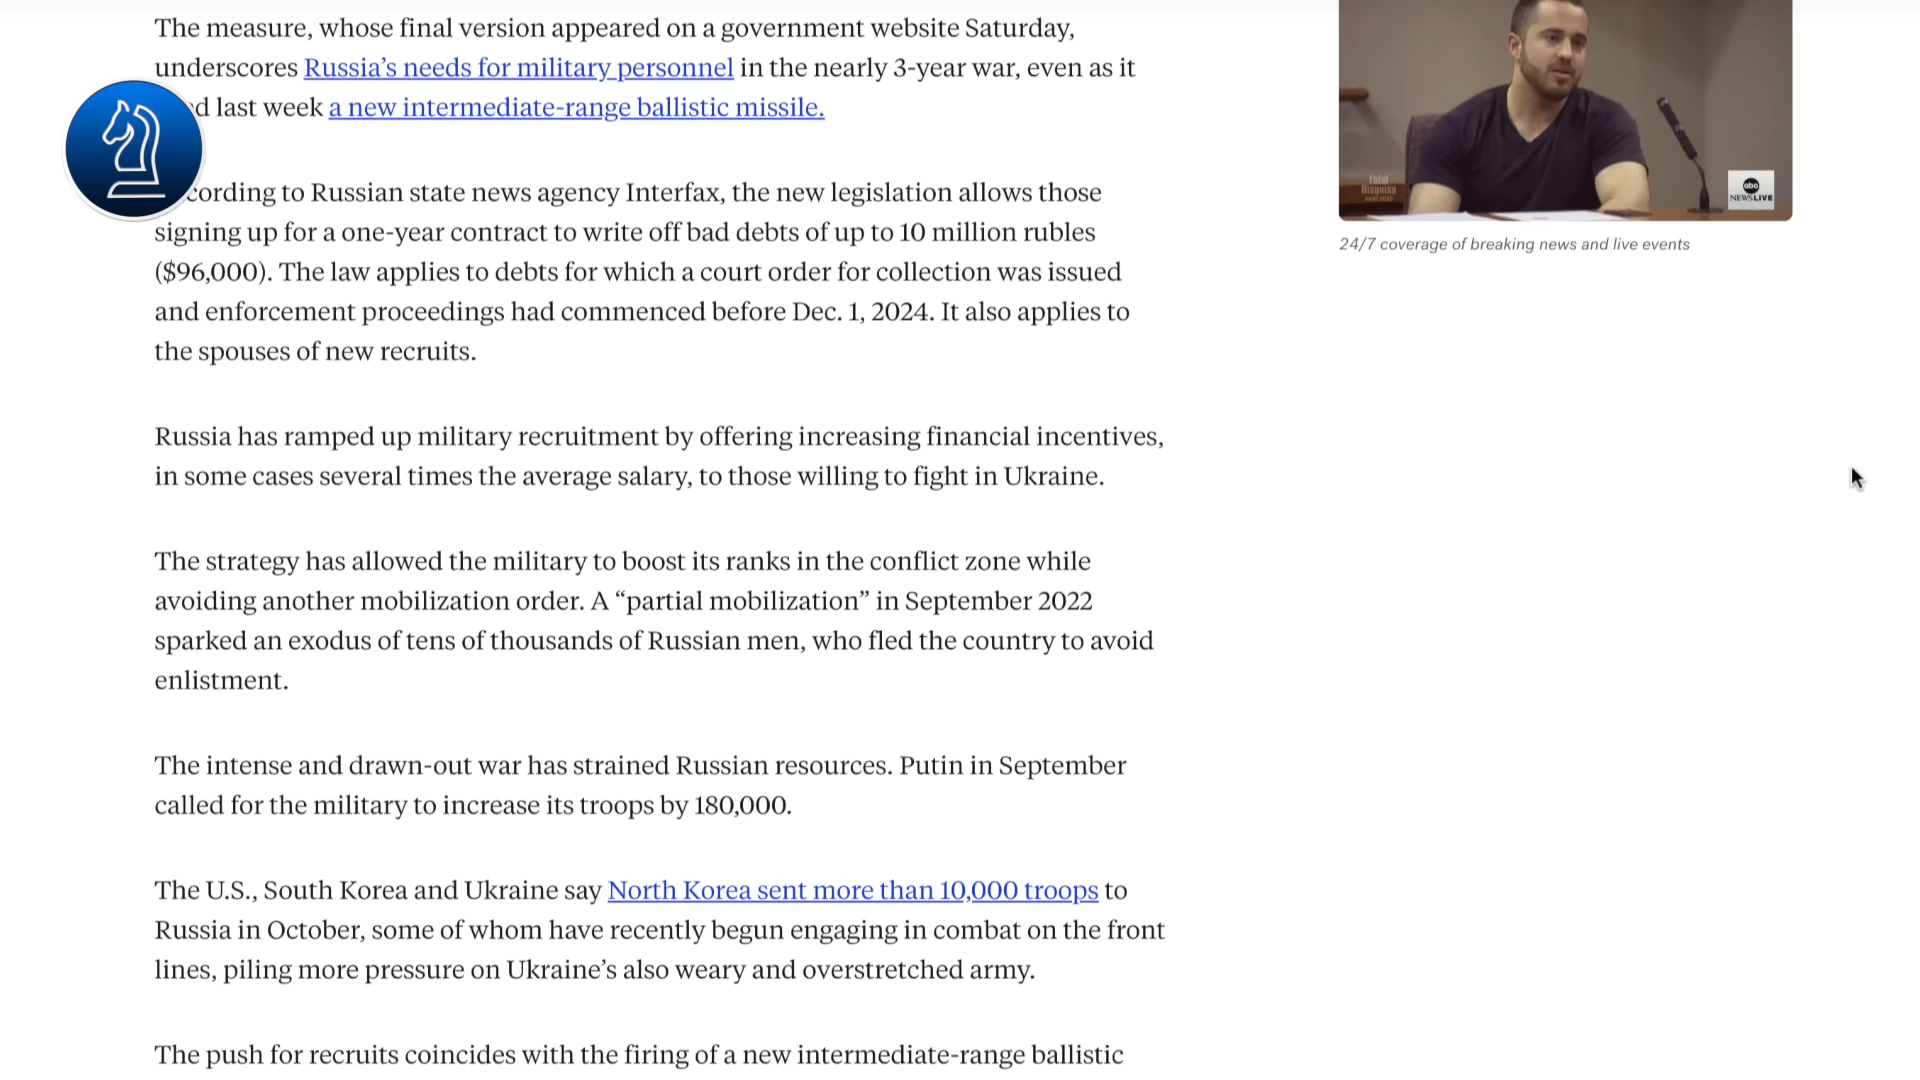 The measure, whose final version appeared on a government website Saturday,
underscores Russia’s needs for military personnel in the nearly 3-year war, even as it
d last week a new intermediate-range ballistic missile.
cording to Russian state news agency Interfax, the new legislation allows those
signing up for a one-year contract to write off bad debts of up to 10 million rubles
($96,000). The law applies to debts for which a court order for collection was issued
and enforcement proceedings had commenced before Dec. 1, 2024. It also applies to
the spouses of new recruits.
Russia has ramped up military recruitment by offering increasing financial incentives,
in some cases several times the average salary, to those willing to fight in Ukraine.
The strategy has allowed the military to boost its ranks in the conflict zone while
avoiding another mobilization order. A “partial mobilization” in September 2022
sparked an exodus of tens of thousands of Russian men, who fled the country to avoid
enlistment.
The intense and drawn-out war has strained Russian resources. Putin in September
called for the military to increase its troops by 180,000.
The U.S., South Korea and Ukraine say North Korea sent more than 10,000 troops to
Russia in October, some of whom have recently begun engaging in combat on the front
lines, piling more pressure on Ukraine’s also weary and overstretched army.
The push for recruits coincides with the firing of a new intermediate-range ballistic
Total
Disguise
abc
NEWSLIVE
24/7 coverage of breaking news and live events